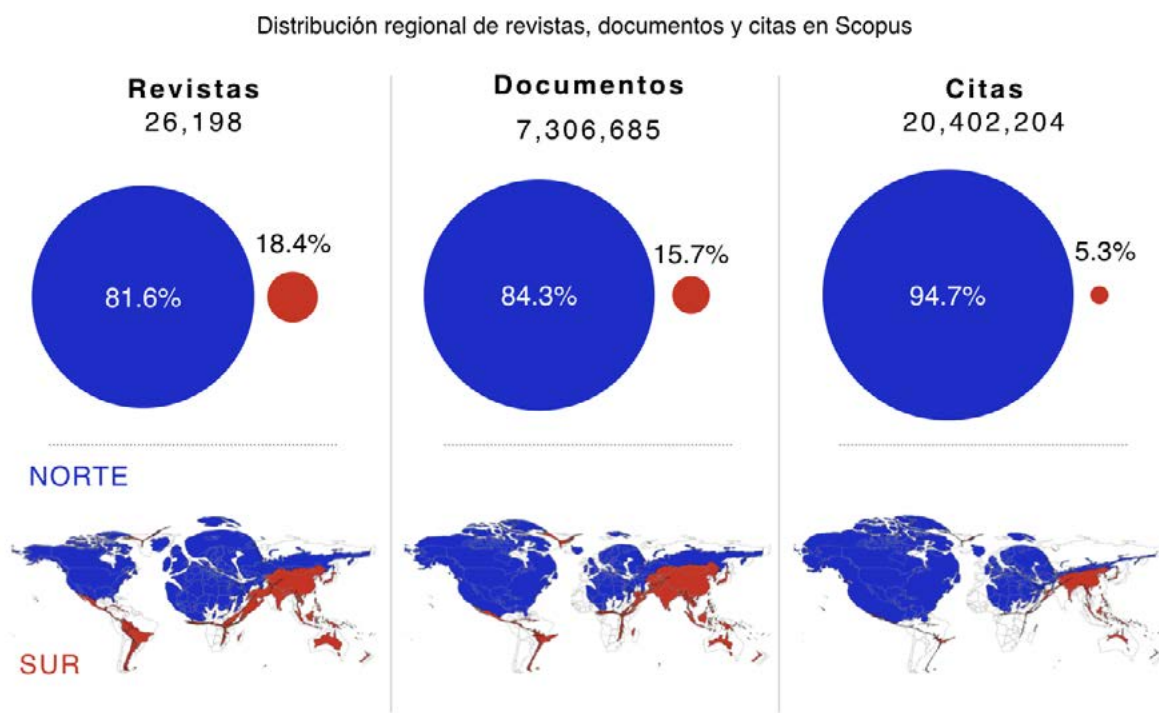 Distribución regional de revistas, documentos y citas en Scopus
Revistas
26,198
81.6%
18.4%
Documentos
7,306,685
84.3%
15.7%
Citas
20,402,204
94.7%
5.3%
NORTE
SUR